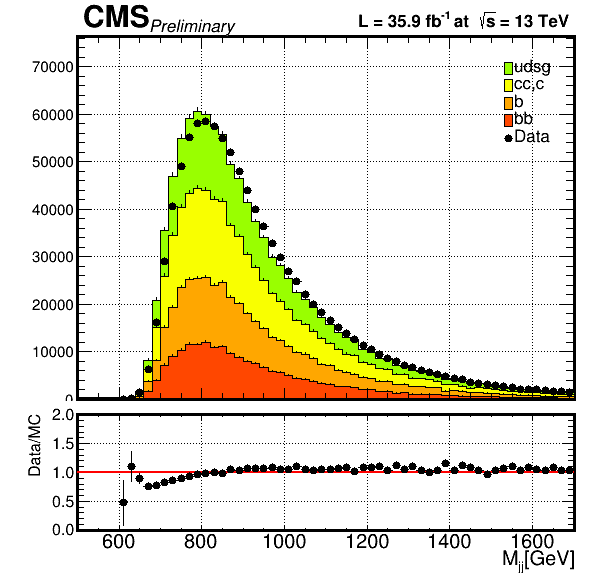 CMS Preliminary L = 35.9 fb⁻¹ at √s = 13 TeV
70000
60000
50000
40000
30000
20000
10000
udsg
cc,c
b
bb
Data
2.0
1.5
1.0
0.5
0.0
Data/MC
600 800 1000 1200 1400 1600
M_jj[GeV]